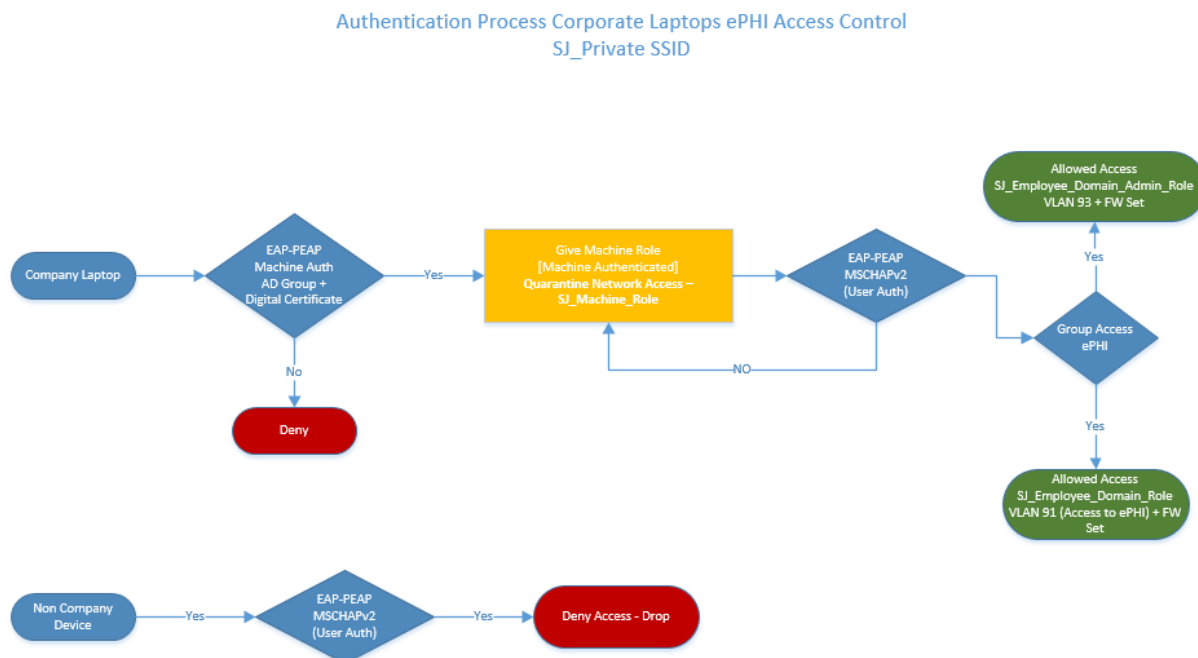 Authentication Process Corporate Laptops ePHI Access Control
SJ_Private SSID
Company Laptop
EAP-PEAP
Machine Auth
AD Group +
Digital Certificate
Yes
No
Deny
Give Machine Role
[Machine Authenticated]
Quarantine Network Access –
SJ_Machine_Role
EAP-PEAP
MSCHAPv2
(User Auth)
NO
Group Access
ePHI
Yes
Allowed Access
SJ_Employee_Domain_Admin_Role
VLAN 93 + FW Set
Yes
Allowed Access
SJ_Employee_Domain_Role
VLAN 91 (Access to ePHI) + FW
Set
Non Company
Device
Yes
EAP-PEAP
MSCHAPv2
(User Auth)
Yes
Deny Access - Drop